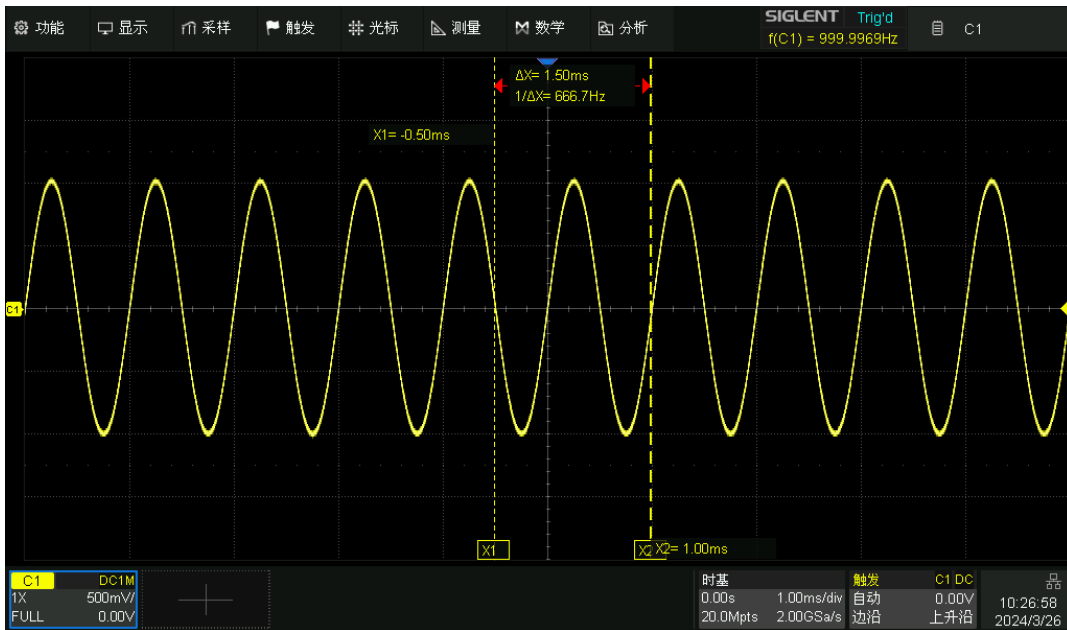 功能 显示 采样 触发 光标 测量 数学 分析 SIGLENT Trig'd
f(C1) = 999.9969Hz C1
ΔX= 1.50ms
1/ΔX= 666.7Hz
X1= -0.50ms
C1
X1 X2 X2= 1.00ms
C1 DC1M 时基 触发 C1 DC
1X 500mV/ 0.00s 1.00ms/div 自动 0.00V 10:26:58
FULL 0.00V 20.0Mpts 2.00GSa/s 边沿 上升沿 2024/3/26